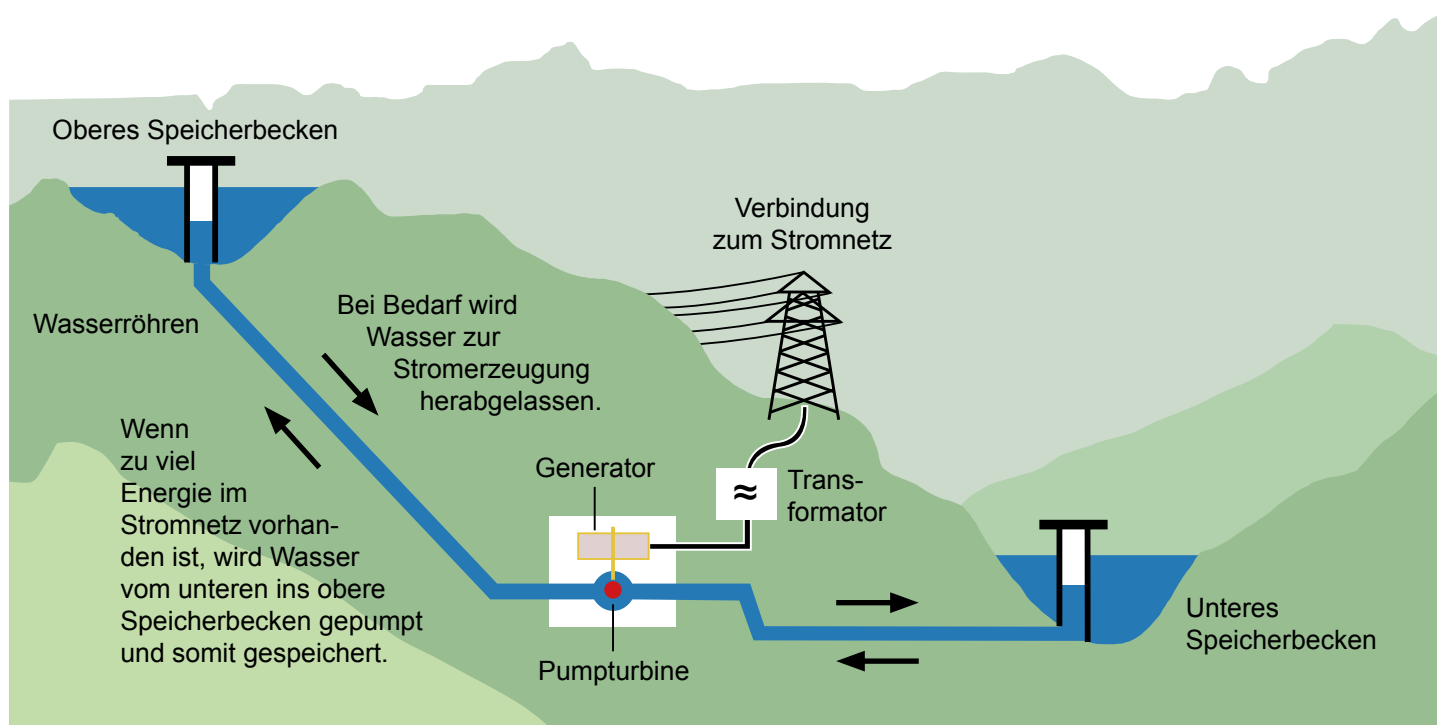 Oberes Speicherbecken
Verbindung
zum Stromnetz
Wasserröhren
Bei Bedarf wird
Wasser zur
Stromerzeugung
herabgelassen.
Wenn
zu viel
Energie im
Stromnetz vorhan-
den ist, wird Wasser
vom unteren ins obere
Speicherbecken gepumpt
und somit gespeichert.
Generator
≈
Trans-
formator
Pumpturbine
Unteres
Speicherbecken